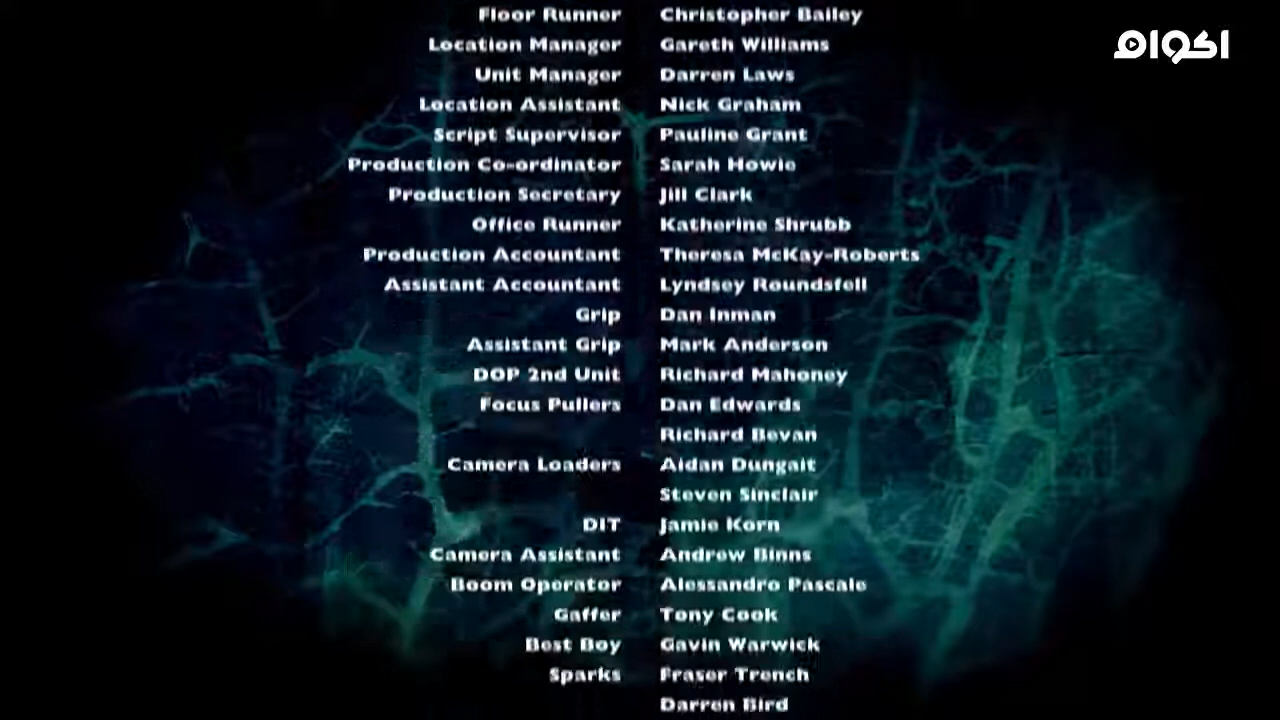 Floor Runner Christopher Bailey
اكوام
Location Manager Gareth Williams
Unit Manager Darren Laws
Location Assistant Nick Graham
Script Supervisor Pauline Grant
Production Co-ordinator Sarah Howie
Production Secretary Jill Clark
Office Runner Katherine Shrubb
Production Accountant Theresa McKay-Roberts
Assistant Accountant Lyndsey Roundsfell
Grip Dan Inman
Assistant Grip Mark Anderson
DOP 2nd Unit Richard Mahoney
Focus Pullers Dan Edwards
Richard Bevan
Camera Loaders Aidan Dungait
Steven Sinclair
DIT Jamie Korn
Camera Assistant Andrew Binns
Boom Operator Alessandro Pascale
Gaffer Tony Cook
Best Boy Gavin Warwick
Sparks Fraser Trench
Darren Bird